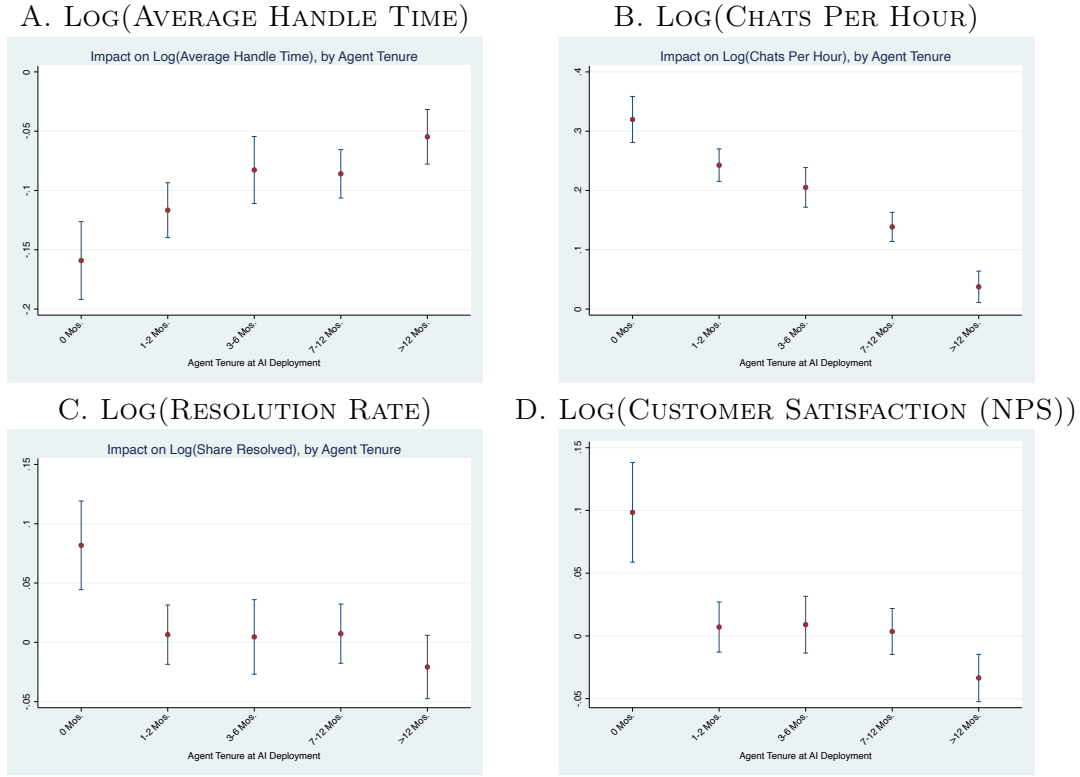 A. Log(Average Handle Time)
Impact on Log(Average Handle Time), by Agent Tenure
0
-.05
-.1
-.15
-.2
0 Mos.
1-2 Mos.
3-6 Mos.
7-12 Mos.
>12 Mos.
Agent Tenure at AI Deployment
B. Log(Chats Per Hour)
Impact on Log(Chats Per Hour), by Agent Tenure
.4
.3
.2
.1
0
0 Mos.
1-2 Mos.
3-6 Mos.
7-12 Mos.
>12 Mos.
Agent Tenure at AI Deployment
C. Log(Resolution Rate)
Impact on Log(Share Resolved), by Agent Tenure
.15
.1
.05
0
-.05
0 Mos.
1-2 Mos.
3-6 Mos.
7-12 Mos.
>12 Mos.
Agent Tenure at AI Deployment
D. Log(Customer Satisfaction (NPS))
.15
.1
.05
0
-.05
0 Mos.
1-2 Mos.
3-6 Mos.
7-12 Mos.
>12 Mos.
Agent Tenure at AI Deployment